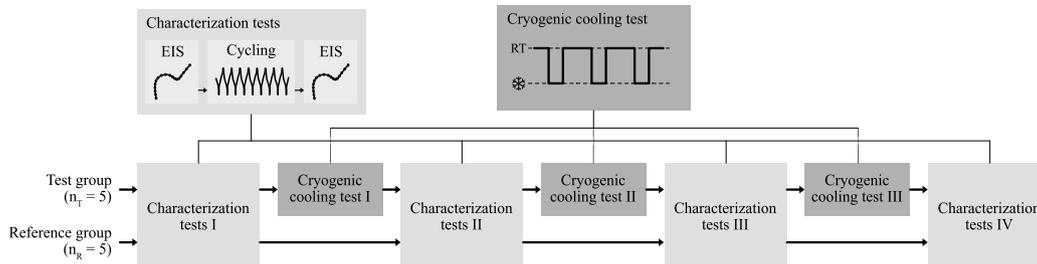 Characterization tests
EIS
Cycling
EIS
Cryogenic cooling test
RT
Test group
(n_T = 5)
Reference group
(n_R = 5)
Characterization
tests I
Cryogenic
cooling test I
Characterization
tests II
Cryogenic
cooling test II
Characterization
tests III
Cryogenic
cooling test III
Characterization
tests IV